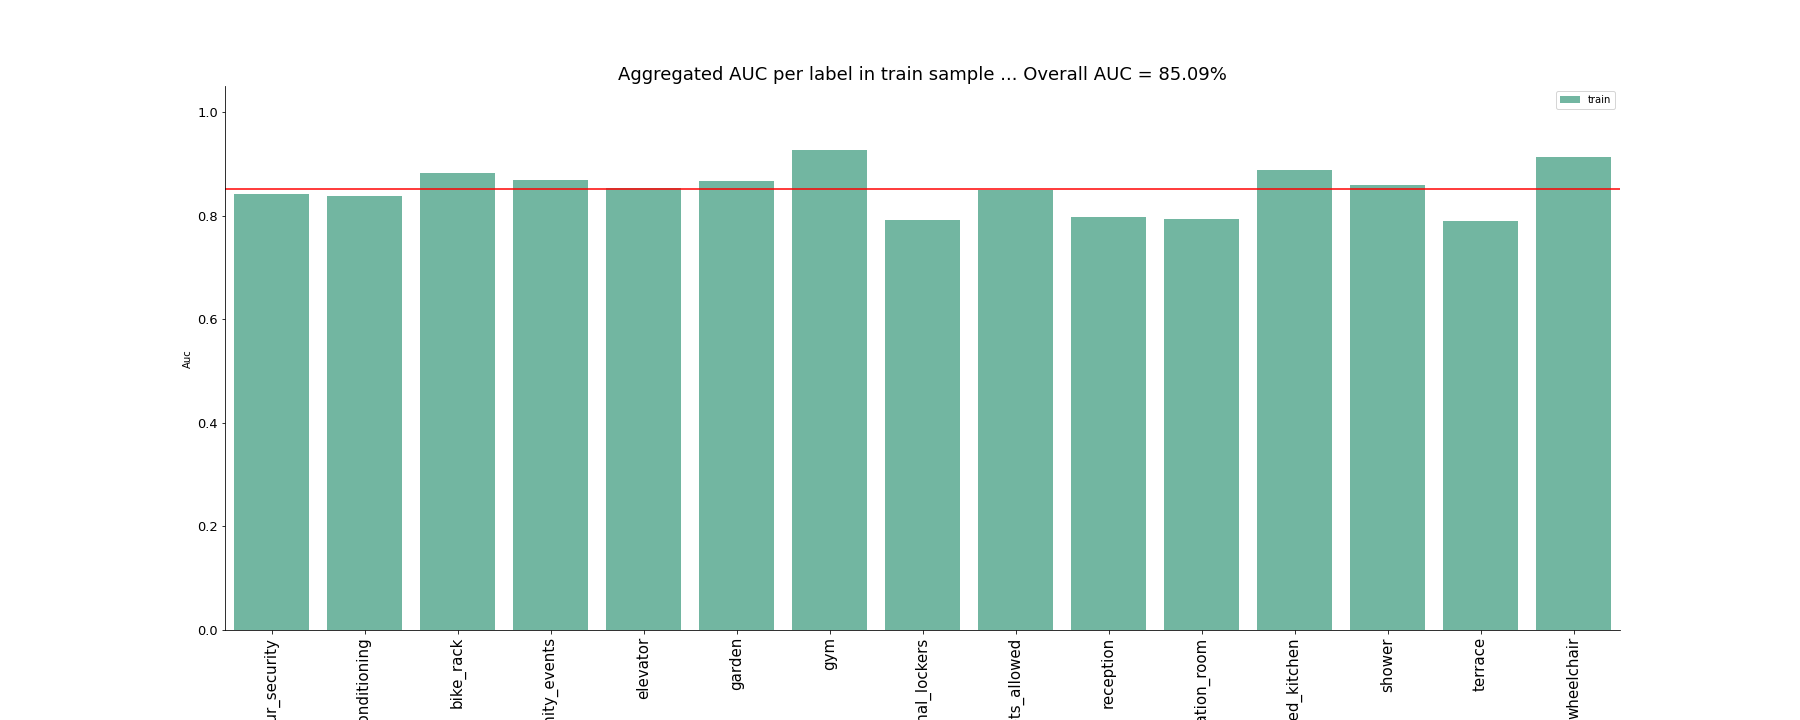 Aggregated AUC per label in train sample ... Overall AUC = 85.09%
train
1.0
0.8
0.6
0.4
0.2
0.0
Auc
ur_security
onditioning
bike_rack
nity_events
elevator
garden
gym
nal_lockers
ts_allowed
reception
ation_room
ed_kitchen
shower
terrace
wheelchair